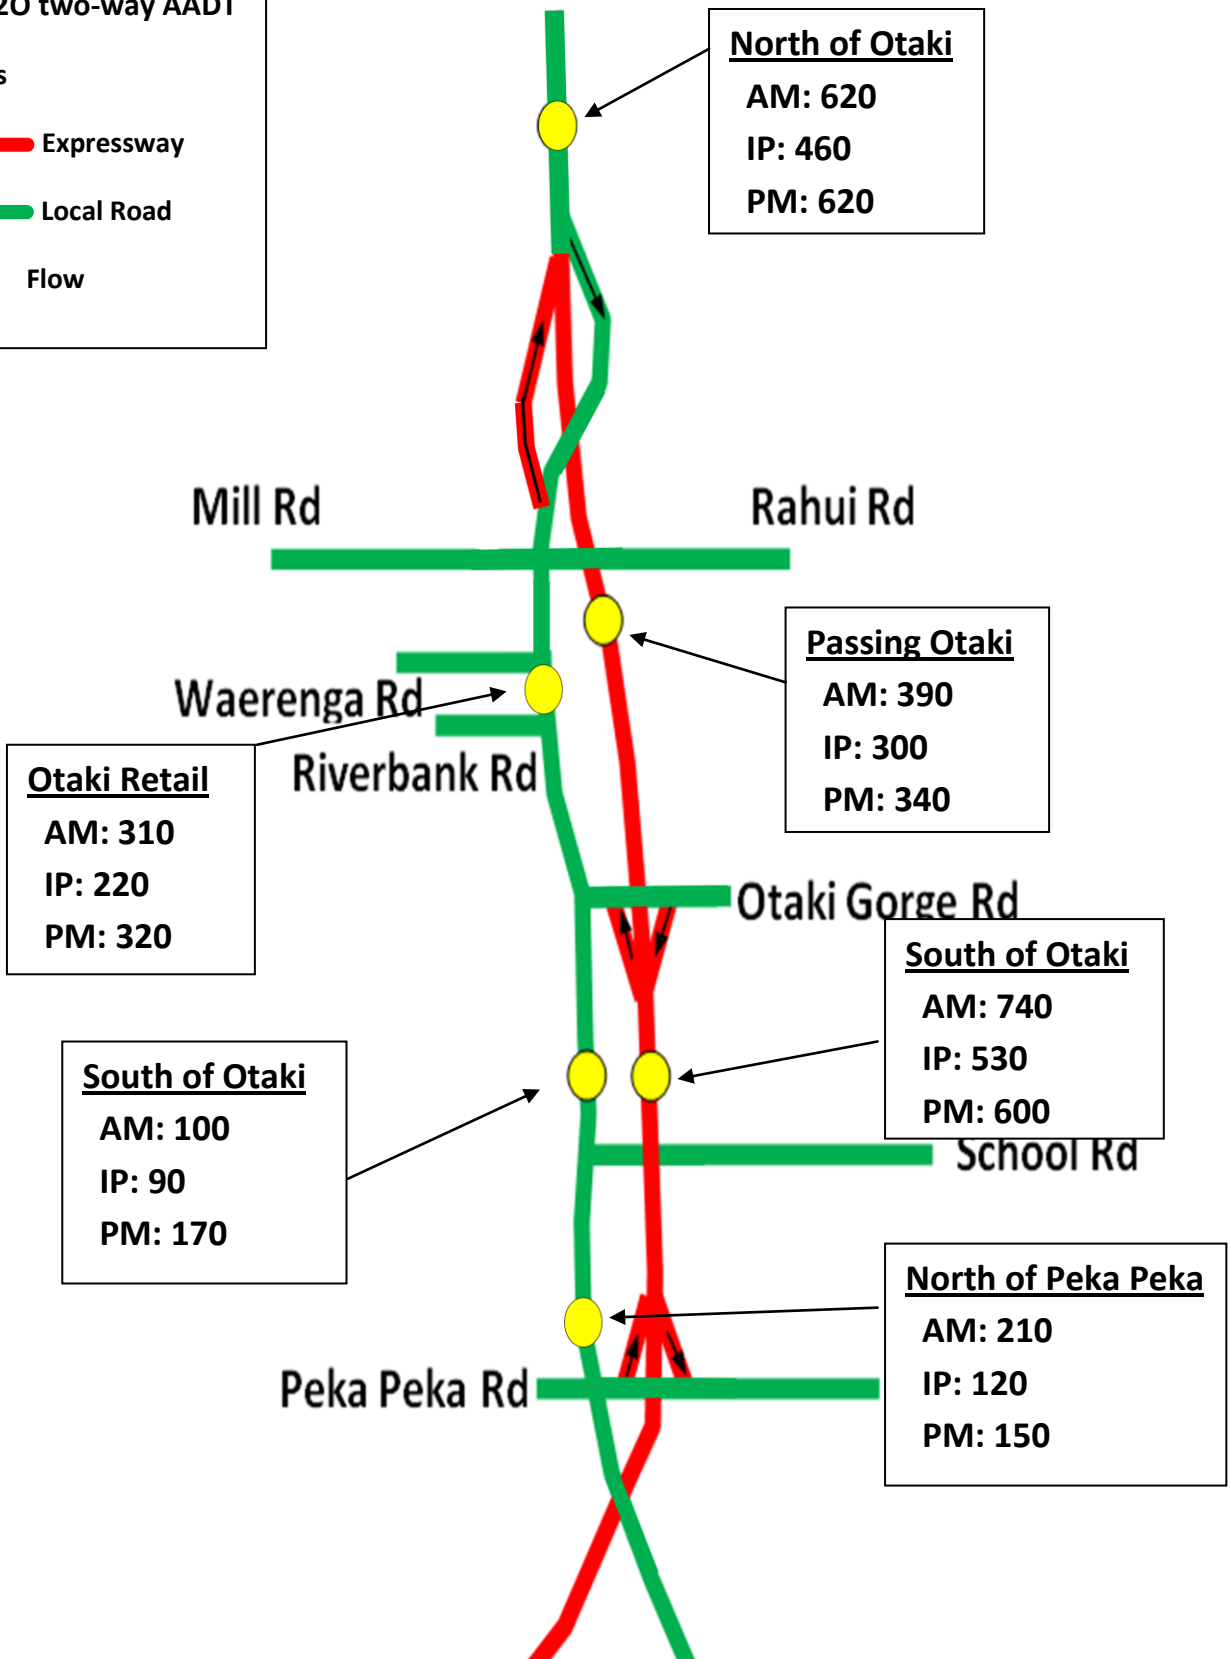 2O two-way AADT
s
Expressway
Local Road
Flow
North of Otaki
AM: 620
IP: 460
PM: 620
Mill Rd
Rahui Rd
Passing Otaki
AM: 390
IP: 300
PM: 340
Waerenga Rd
Riverbank Rd
Otaki Retail
AM: 310
IP: 220
PM: 320
Otaki Gorge Rd
South of Otaki
AM: 740
IP: 530
PM: 600
South of Otaki
AM: 100
IP: 90
PM: 170
School Rd
North of Peka Peka
AM: 210
IP: 120
PM: 150
Peka Peka Rd